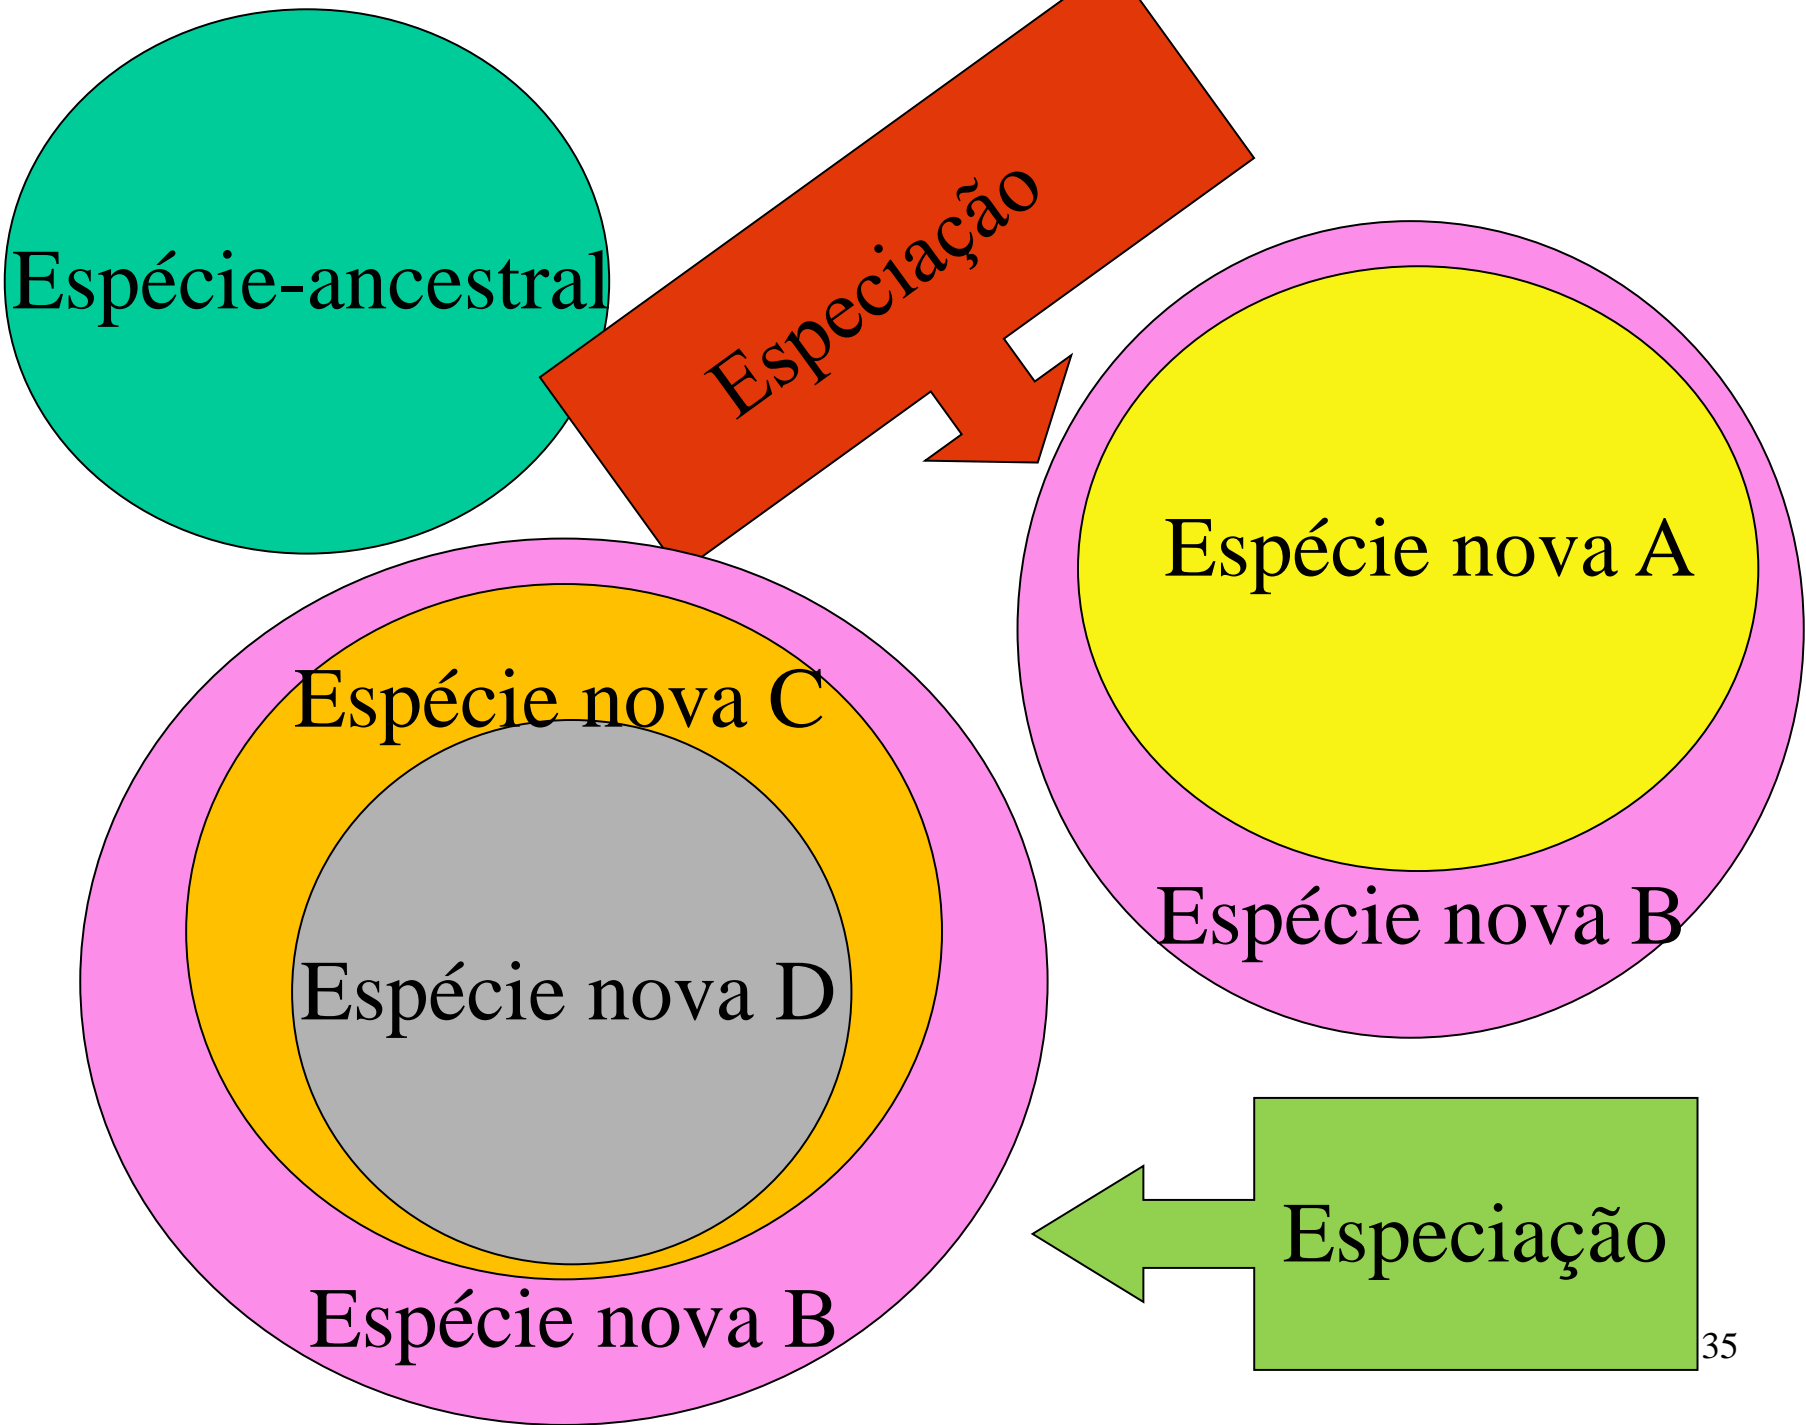 Espécie-ancestral
Especiação
Espécie nova A
Espécie nova B
Espécie nova C
Espécie nova D
Espécie nova B
Especiação
35